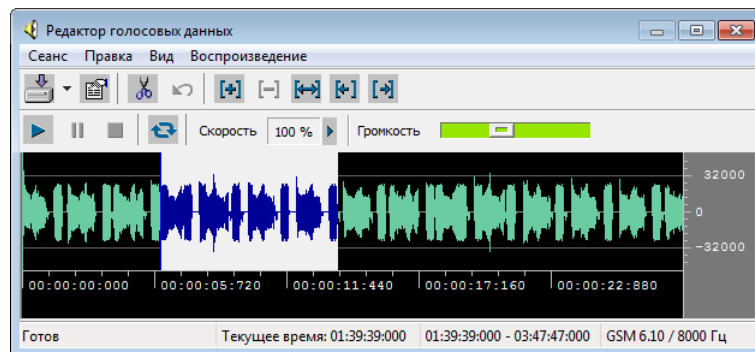 Редактор голосовых данных
Сеанс Правка Вид Воспроизведение
Скорость 100 % Громкость
32000
0
-32000
00:00:00:000 00:00:05:720 00:00:11:440 00:00:17:160 00:00:22:880
Готов Текущее время: 01:39:39:000 01:39:39:000 - 03:47:47:000 GSM 6.10 / 8000 Гц